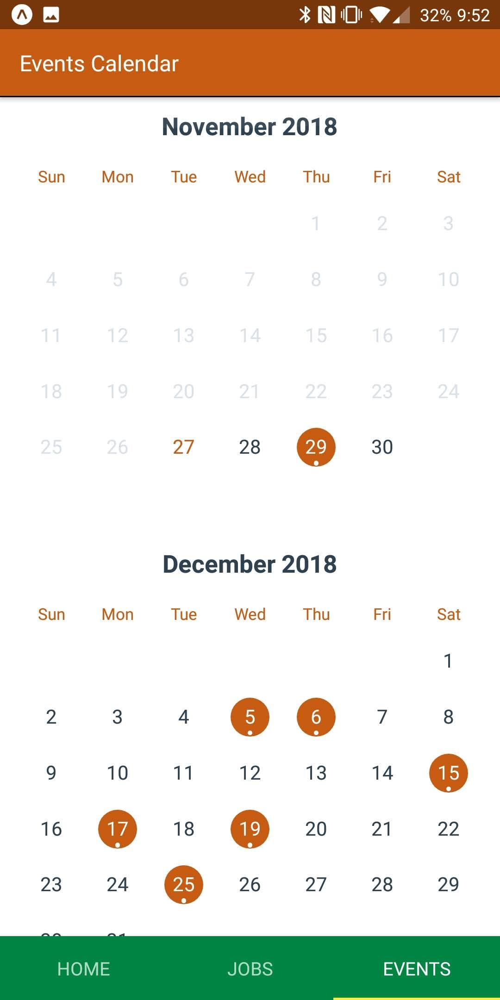 32% 9:52
Events Calendar
November 2018
Sun Mon Tue Wed Thu Fri Sat
1 2 3
4 5 6 7 8 9 10
11 12 13 14 15 16 17
18 19 20 21 22 23 24
25 26 27 28 29 30
December 2018
Sun Mon Tue Wed Thu Fri Sat
1
2 3 4 5 6 7 8
9 10 11 12 13 14 15
16 17 18 19 20 21 22
23 24 25 26 27 28 29
HOME JOBS EVENTS